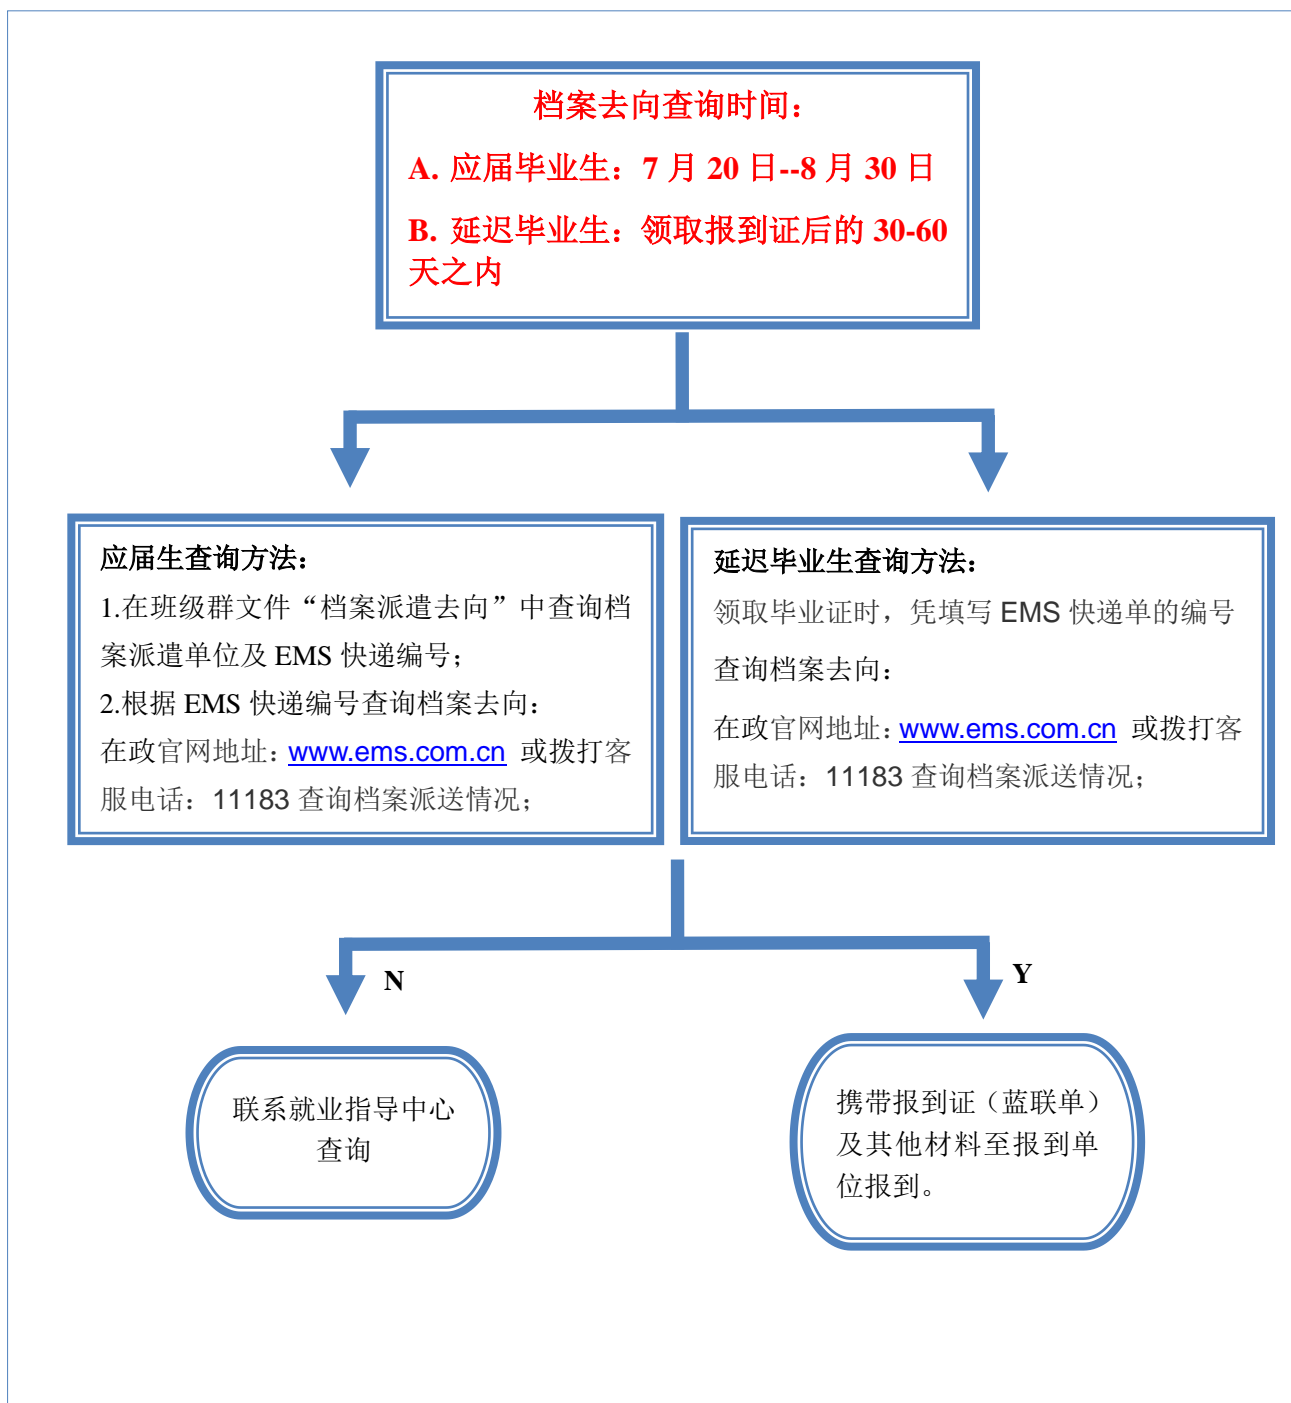 档案去向查询时间：
A. 应届毕业生：7 月 20 日--8 月 30 日
B. 延迟毕业生：领取报到证后的 30-60
天之内
应届生查询方法：
1.在班级群文件“档案派遣去向”中查询档
案派遣单位及 EMS 快递编号；
2.根据 EMS 快递编号查询档案去向：
在政官网地址：www.ems.com.cn 或拨打客
服电话：11183 查询档案派送情况；
延迟毕业生查询方法：
领取毕业证时，凭填写 EMS 快递单的编号
查询档案去向：
在政官网地址：www.ems.com.cn 或拨打客
服电话：11183 查询档案派送情况；
N
Y
联系就业指导中心
查询
携带报到证（蓝联单）
及其他材料至报到单
位报到。